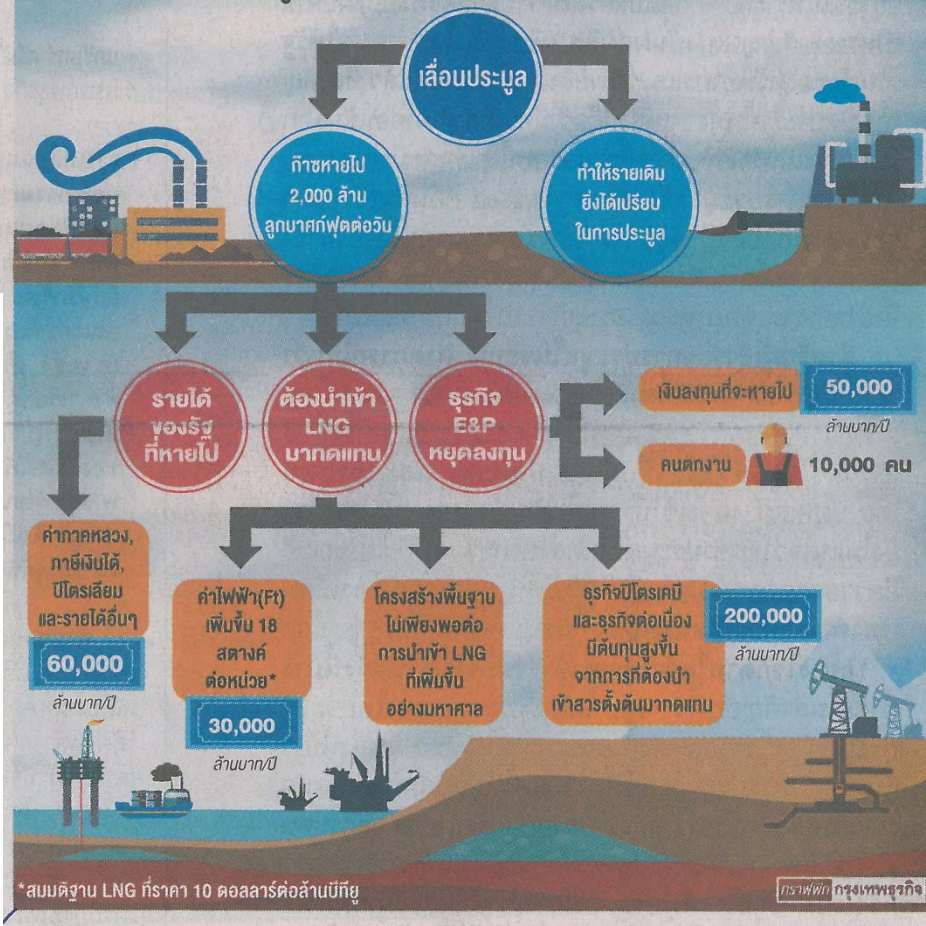 เลื่อนประมูล
ก๊าซหายไป
2,000 ล้าน
ลูกบาศก์ฟุตต่อวัน
ทำให้รายเดิม
ยิ่งได้เปรียบ
ในการประมูล
รายได้
ของรัฐ
ที่หายไป
ต้องนำเข้า
LNG
มาทดแทน
ธุรกิจ
E&P
หยุดลงทุน
เงินลงทุนที่จะหายไป
50,000
ล้านบาท/ปี
คนตกงาน
10,000 คน
ค่าภาคหลวง,
ภาษีเงินได้,
ปิโตรเลียม
และรายได้อื่นๆ
60,000
ล้านบาท/ปี
ค่าไฟฟ้า(Ft)
เพิ่มขึ้น 18
สตางค์
ต่อหน่วย*
30,000
ล้านบาท/ปี
โครงสร้างพื้นฐาน
ไม่เพียงพอต่อ
การนำเข้า LNG
ที่เพิ่มขึ้น
อย่างมหาศาล
ธุรกิจปิโตรเคมี
และธุรกิจต่อเนื่อง
มีต้นทุนสูงขึ้น
จากการที่ต้องนำ
เข้าสารตั้งต้นมาทดแทน
200,000
ล้านบาท/ปี
*สมมติฐาน LNG ที่ราคา 10 ดอลลาร์ต่อล้านบีทียู
กราฟฟิก กรุงเทพธุรกิจ